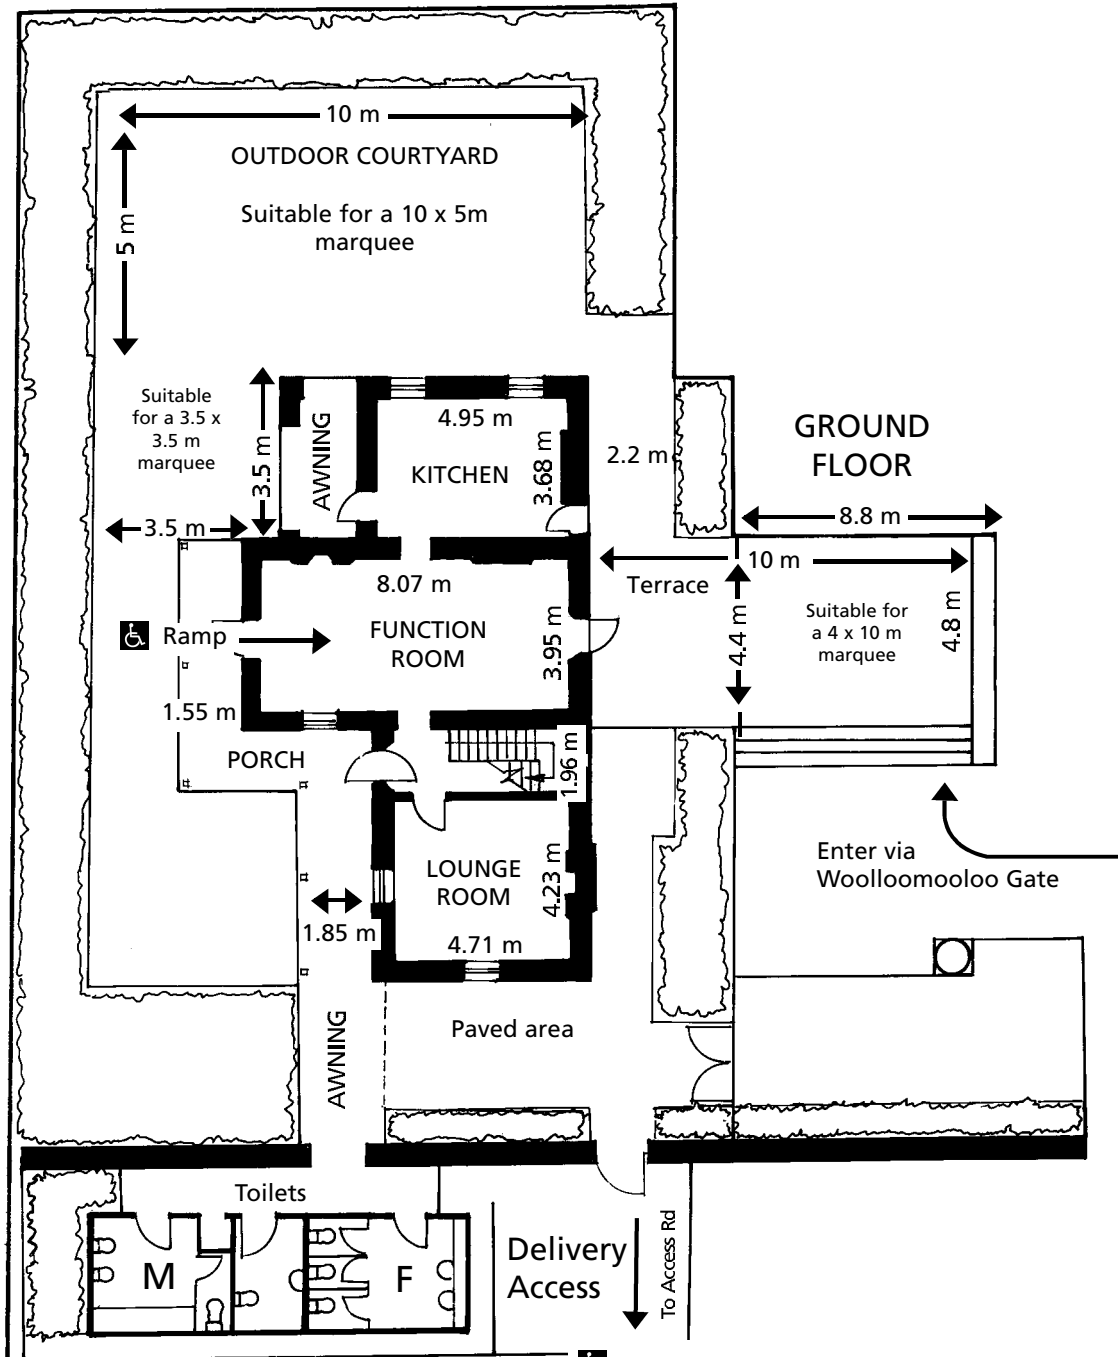 10 m
OUTDOOR COURTYARD
Suitable for a 10 x 5m
marquee
5 m
Suitable
for a 3.5 x
3.5 m
marquee
3.5 m
AWNING
4.95 m
KITCHEN
3.68 m
2.2 m
GROUND
FLOOR
3.5 m
8.8 m
10 m
Terrace
8.07 m
Suitable for
a 4 x 10 m
marquee
4.4 m
4.8 m
Ramp
FUNCTION
ROOM
3.95 m
1.55 m
PORCH
1.96 m
LOUNGE
ROOM
4.23 m
Enter via
Woolloomooloo Gate
1.85 m
4.71 m
AWNING
Paved area
Toilets
M
F
Delivery
Access
To Access Rd